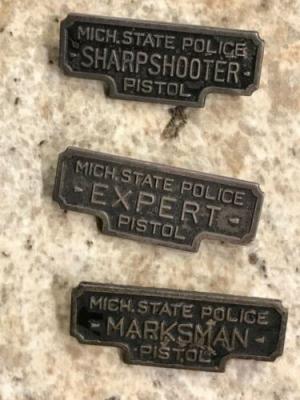 MICH. STATE POLICE
-SHARPSHOOTER-
PISTOL
MICH. STATE POLICE
-EXPERT-
PISTOL
MICH. STATE POLICE
-MARKSMAN-
PISTOL